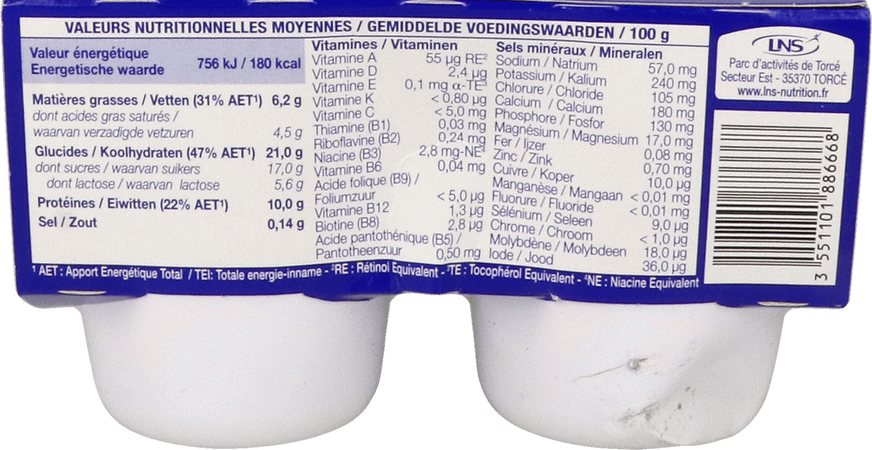 VALEURS NUTRITIONNELLES MOYENNES / GEMIDDELDE VOEDINGSWAARDEN / 100 g
Valeur énergétique
Energetische waarde 756 kJ / 180 kcal
Matières grasses / Vetten (31% AET¹) 6,2 g
dont acides gras saturés /
waarvan verzadigde vetzuren 4,5 g
Glucides / Koolhydraten (47% AET¹) 21,0 g
dont sucres / waarvan suikers 17,0 g
dont lactose / waarvan lactose 5,6 g
Protéines / Eiwitten (22% AET¹) 10,0 g
Sel / Zout 0,14 g
Vitamines / Vitaminen
Vitamine A 55 µg RE²
Vitamine D 2,4 µg
Vitamine E 0,1 mg α-TE³
Vitamine K < 0,80 µg
Vitamine C < 5,0 mg
Thiamine (B1) 0,03 mg
Riboflavine (B2) 0,24 mg
Niacine (B3) 2,8 mg-NE⁴
Vitamine B6 0,04 mg
Acide folique (B9) /
Foliumzuur < 5,0 µg
Vitamine B12 1,3 µg
Biotine (B8) 2,8 µg
Acide pantothénique (B5) /
Pantotheenzuur 0,50 mg
Sels minéraux / Mineralen
Sodium / Natrium 57,0 mg
Potassium / Kalium 240 mg
Chlorure / Chloride 105 mg
Calcium / Calcium 180 mg
Phosphore / Fosfor 130 mg
Magnésium / Magnesium 17,0 mg
Fer / Ijzer 0,08 mg
Zinc / Zink 0,70 mg
Cuivre / Koper 10,0 µg
Manganèse / Mangaan < 0,01 mg
Fluorure / Fluoride < 0,01 mg
Sélénium / Seleen 9,0 µg
Chrome / Chroom < 1,0 µg
Molybdène / Molybdeen 18,0 µg
Iode / Jood 36,0 µg
¹ AET : Apport Energétique Total / TEI: Totale energie-inname - ²RE : Rétinol Equivalent - ³TE : Tocophérol Equivalent - ⁴NE : Niacine Equivalent
LNS
Parc d'activités de Torcé
Secteur Est - 35370 TORCÉ
www.lns-nutrition.fr
3 551101 886668